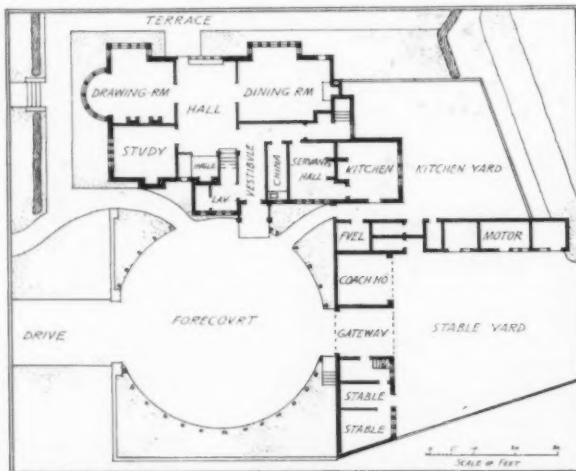 TERRACE
DRAWING-RM
HALL
DINING RM
STUDY
VESTIBULE
CHINA
SERVANTS
HALL
KITCHEN
KITCHEN YARD
LAV
FVEL
MOTOR
COACH HO
DRIVE
FORECOURT
GATEWAY
STABLE YARD
STABLE
STABLE
SCALE OF FEET